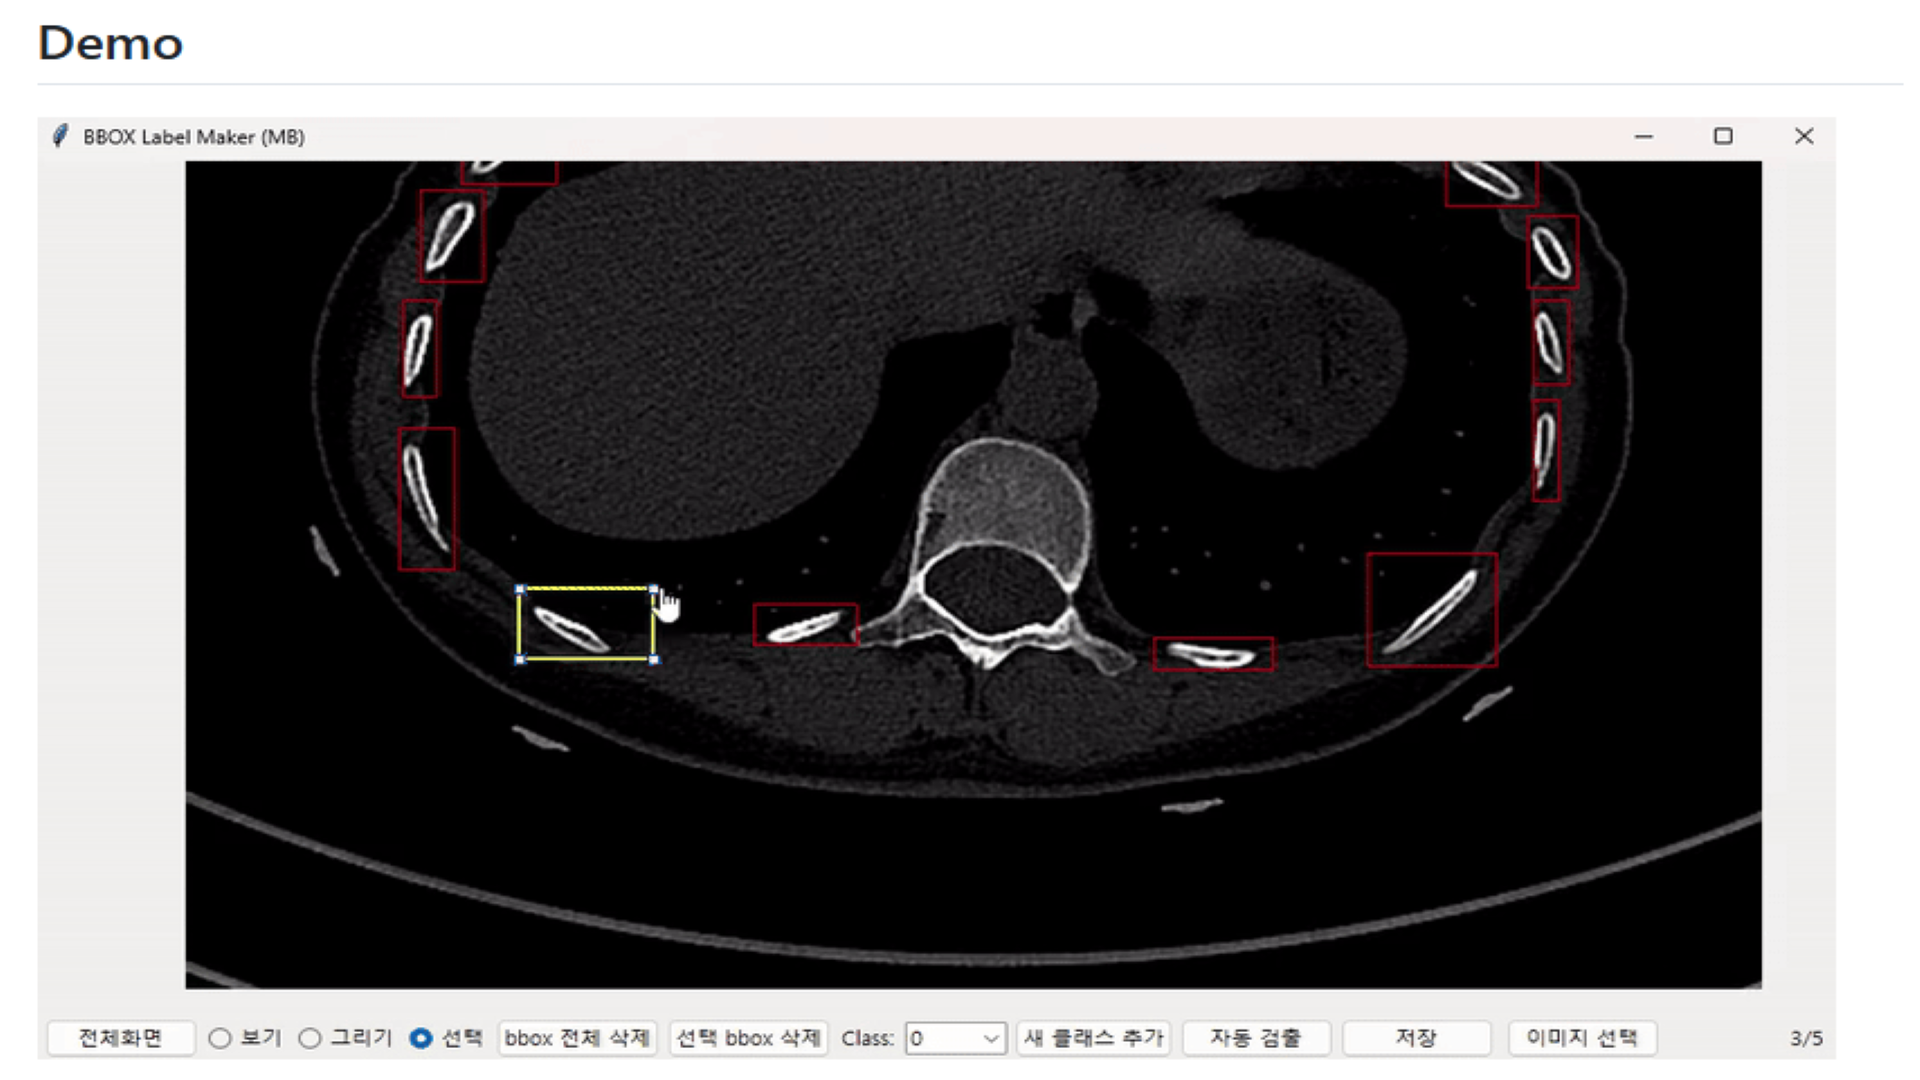 Demo
BBOX Label Maker (MB)
전체화면 보기 그리기 선택 bbox 전체 삭제 선택 bbox 삭제 Class: 0 새 클래스 추가 자동 검출 저장 이미지 선택 3/5